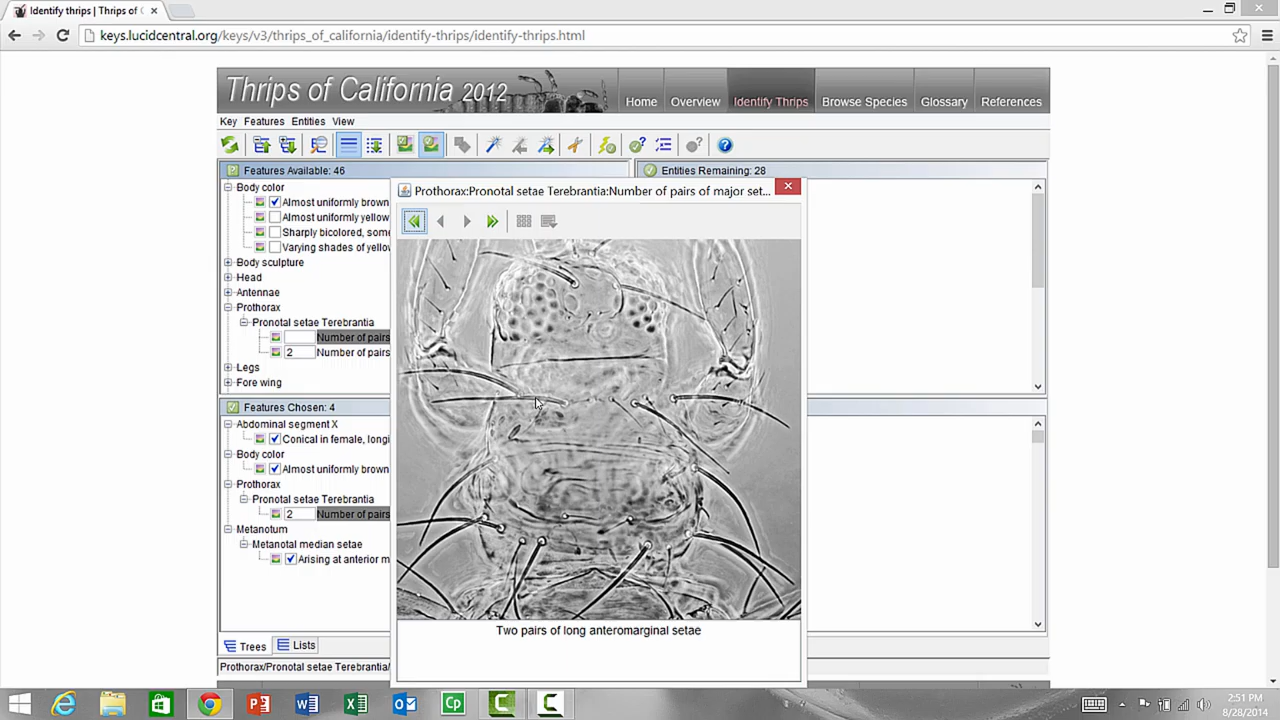 Identify thrips | Thrips of C
keys.lucidcentral.org/keys/v3/thrips_of_california/identify-thrips/identify-thrips.html
Thrips of California 2012
Home Overview Identify Thrips Browse Species Glossary References
Key Features Entities View
Features Available: 46
Entities Remaining: 28
Body color
Almost uniformly brown
Almost uniformly yellow
Sharply bicolored, some
Varying shades of yellow
Body sculpture
Head
Antennae
Prothorax
Pronotal setae Terebrantia
Number of pairs
2 Number of pairs
Legs
Fore wing
Prothorax:Pronotal setae Terebrantia:Number of pairs of major set...
Two pairs of long anteromarginal setae
Features Chosen: 4
Abdominal segment X
Conical in female, longi
Body color
Almost uniformly brown
Prothorax
Pronotal setae Terebrantia
2 Number of pairs
Metanotum
Metanotal median setae
Arising at anterior m
Trees Lists
Prothorax/Pronotal setae Terebrantia/
2:51 PM
8/28/2014